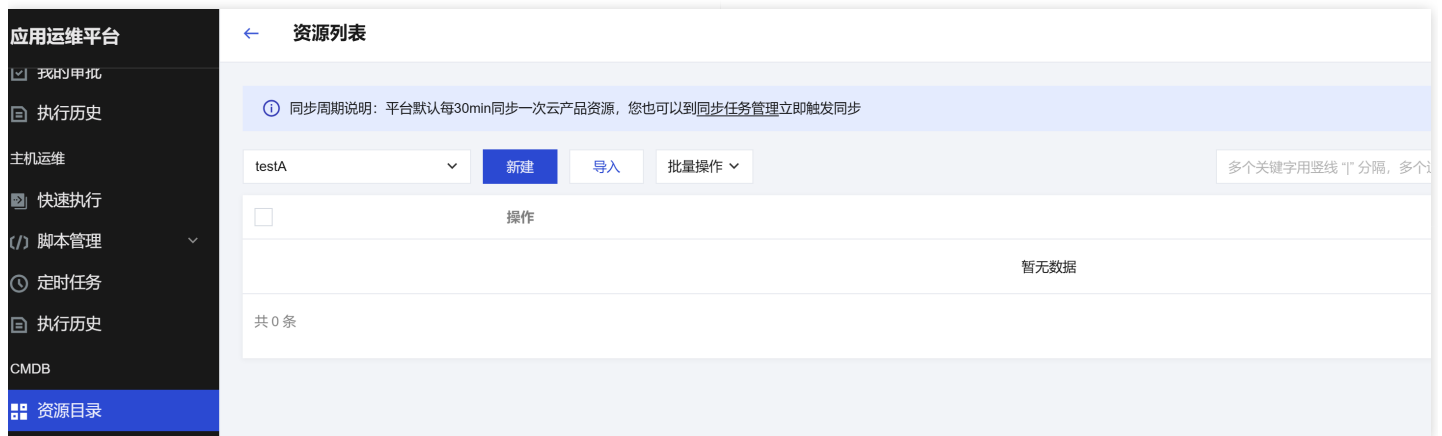 应用运维平台
我的审批
执行历史
主机运维
快速执行
脚本管理
定时任务
执行历史
CMDB
资源目录
资源列表
同步周期说明：平台默认每30min同步一次云产品资源，您也可以到同步任务管理立即触发同步
testA 新建 导入 批量操作 多个关键字用竖线 “|” 分隔，多个
操作
暂无数据
共 0 条